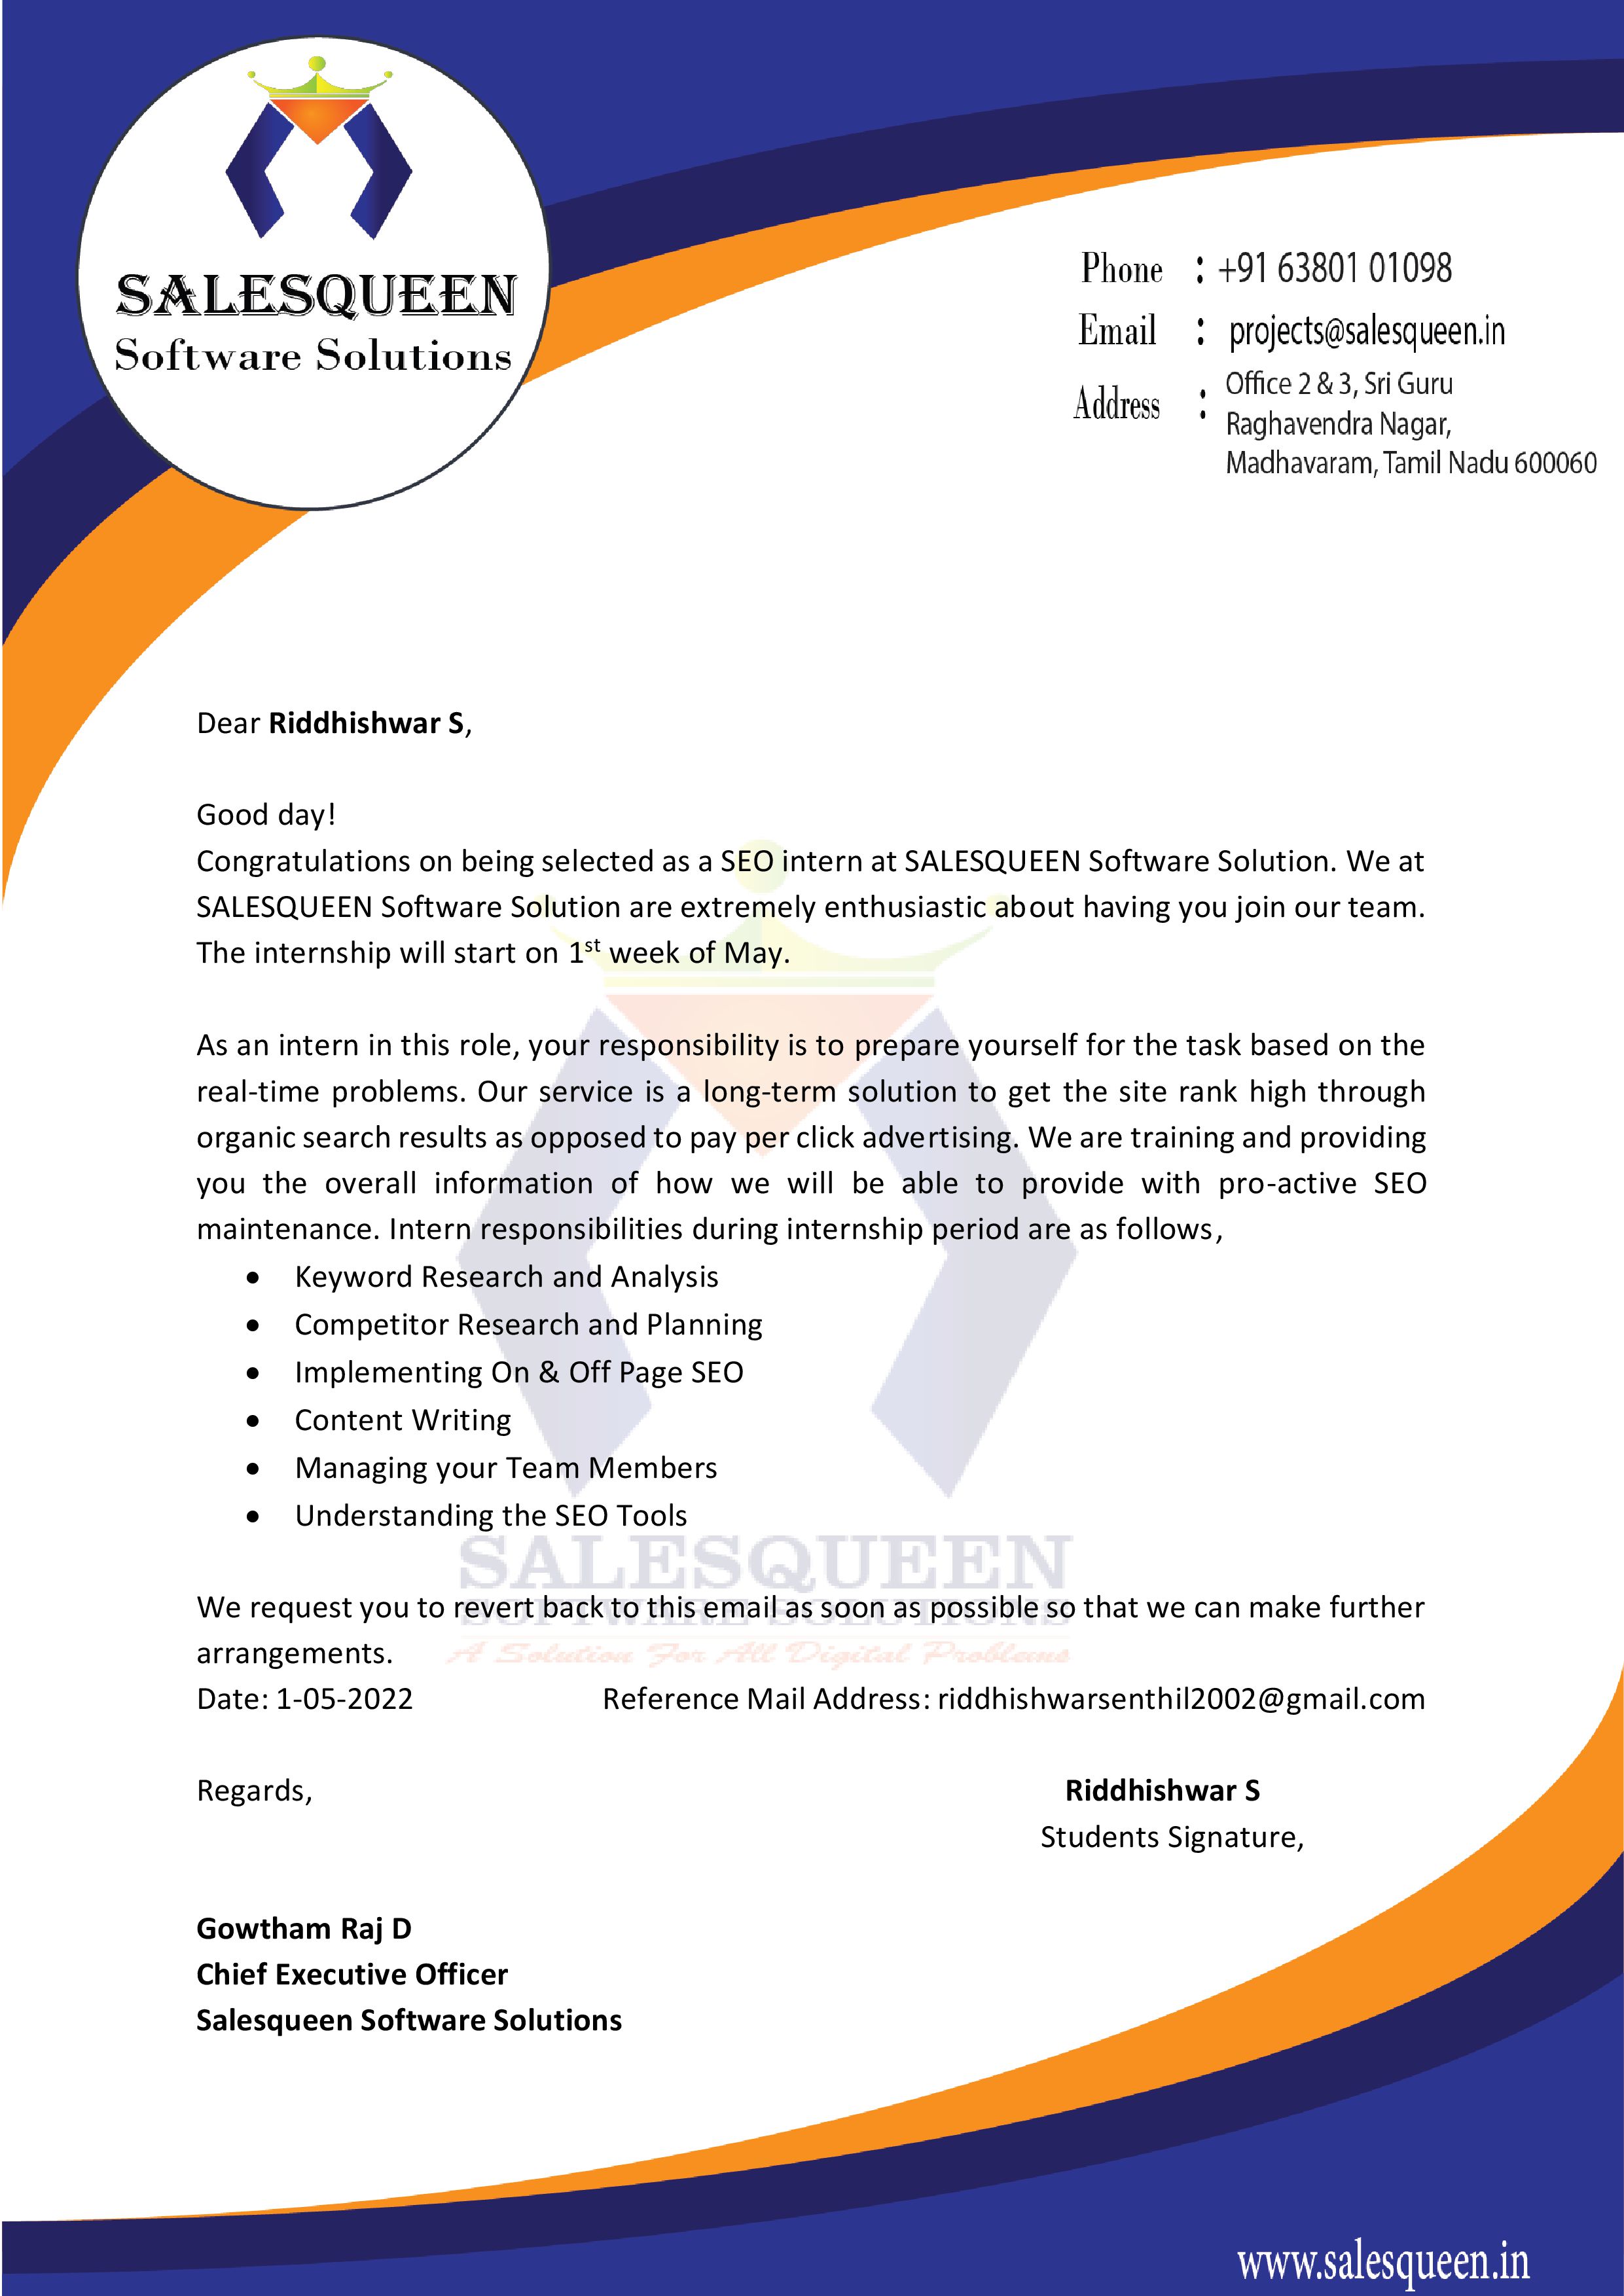 SALESQUEEN
Software Solutions
Phone : +91 63801 01098
Email : projects@salesqueen.in
Address : Office 2 & 3, Sri Guru
Raghavendra Nagar,
Madhavaram, Tamil Nadu 600060
Dear Riddhishwar S,
Good day!
Congratulations on being selected as a SEO intern at SALESQUEEN Software Solution. We at
SALESQUEEN Software Solution are extremely enthusiastic about having you join our team.
The internship will start on 1st week of May.
As an intern in this role, your responsibility is to prepare yourself for the task based on the
real-time problems. Our service is a long-term solution to get the site rank high through
organic search results as opposed to pay per click advertising. We are training and providing
you the overall information of how we will be able to provide with pro-active SEO
maintenance. Intern responsibilities during internship period are as follows,
• Keyword Research and Analysis
• Competitor Research and Planning
• Implementing On & Off Page SEO
• Content Writing
• Managing your Team Members
• Understanding the SEO Tools
SALESQUEEN
SOFTWARE SOLUTIONS
A Solution For All Digital Problems
We request you to revert back to this email as soon as possible so that we can make further
arrangements.
Date: 1-05-2022 Reference Mail Address: riddhishwarsenthil2002@gmail.com
Regards, Riddhishwar S
Students Signature,
Gowtham Raj D
Chief Executive Officer
Salesqueen Software Solutions
www.salesqueen.in